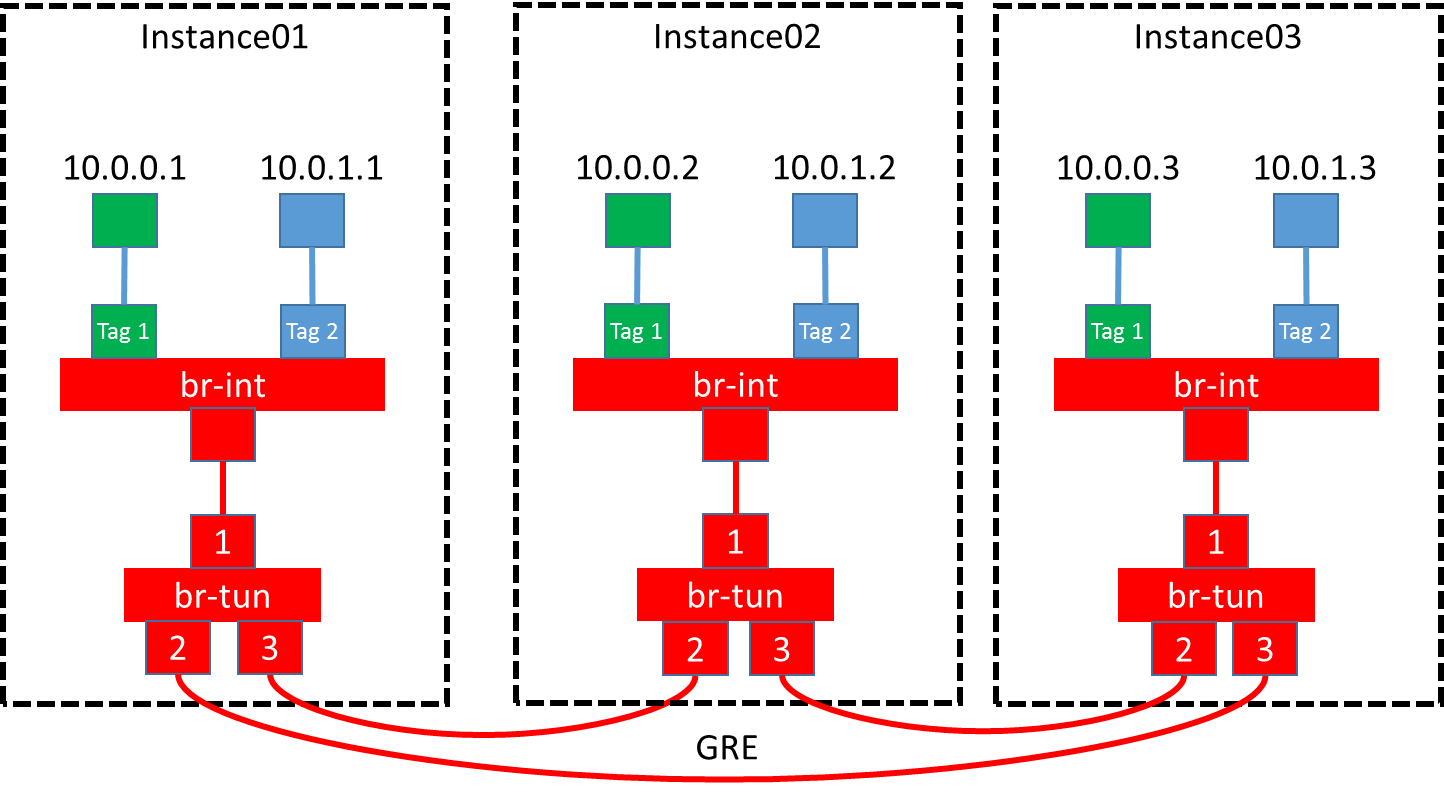 Instance01
Instance02
Instance03
10.0.0.1
10.0.1.1
10.0.0.2
10.0.1.2
10.0.0.3
10.0.1.3
Tag 1
Tag 2
Tag 1
Tag 2
Tag 1
Tag 2
br-int
br-int
br-int
1
1
1
br-tun
br-tun
br-tun
2
3
2
3
2
3
GRE